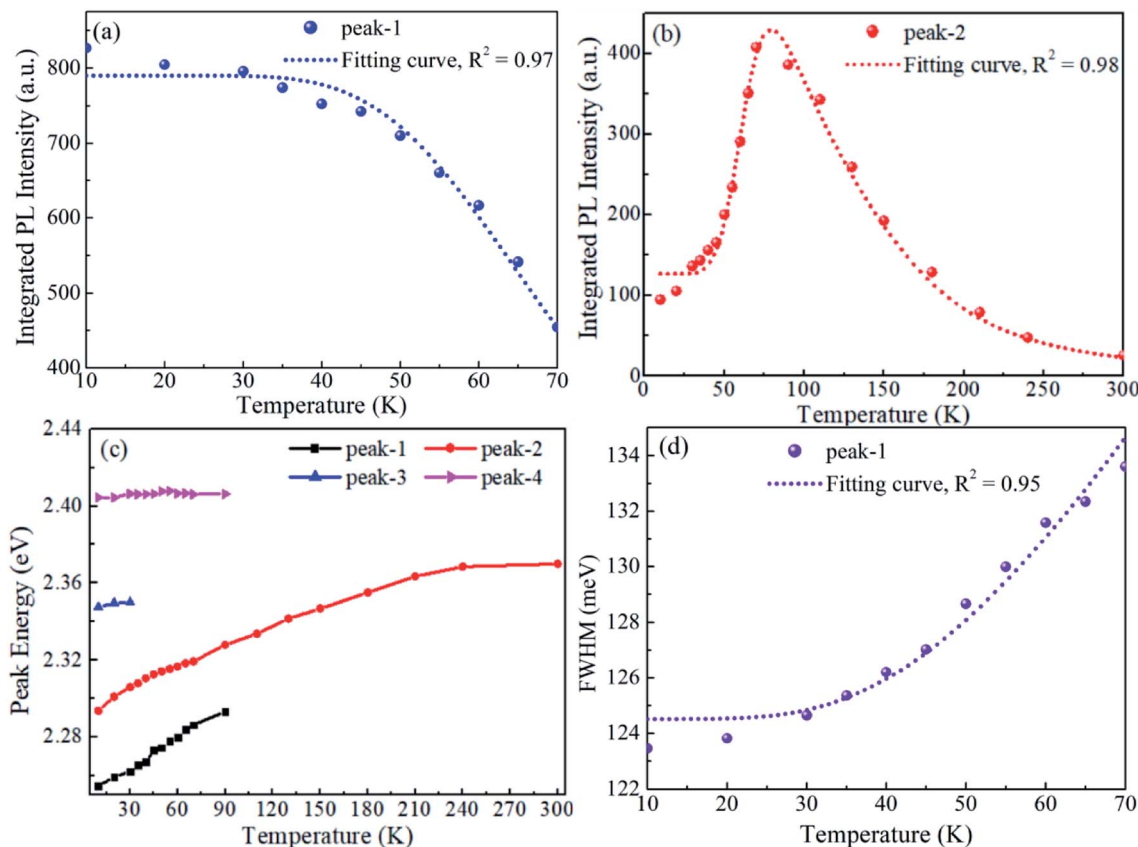 (a)
peak-1
Fitting curve, R² = 0.97
Integrated PL Intensity (a.u.)
800
700
600
500
400
10 20 30 40 50 60 70
Temperature (K)
(b)
peak-2
Fitting curve, R² = 0.98
Integrated PL Intensity (a.u.)
400
300
200
100
0
0 50 100 150 200 250 300
Temperature (K)
(c)
peak-1 peak-2
peak-3 peak-4
Peak Energy (eV)
2.44
2.40
2.36
2.32
2.28
30 60 90 120 150 180 210 240 270 300
Temperature (K)
(d)
peak-1
Fitting curve, R² = 0.95
FWHM (meV)
134
132
130
128
126
124
122
10 20 30 40 50 60 70
Temperature (K)